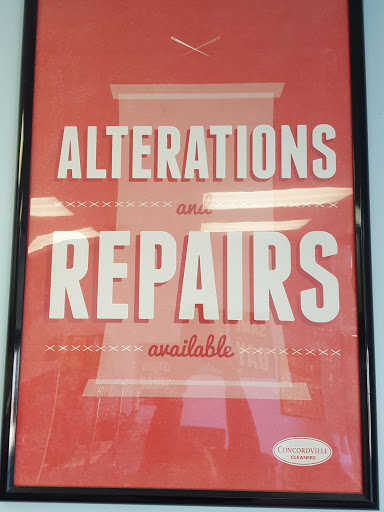 ALTERATIONS
and
REPAIRS
available
CONCORDVILLE
CLEANERS